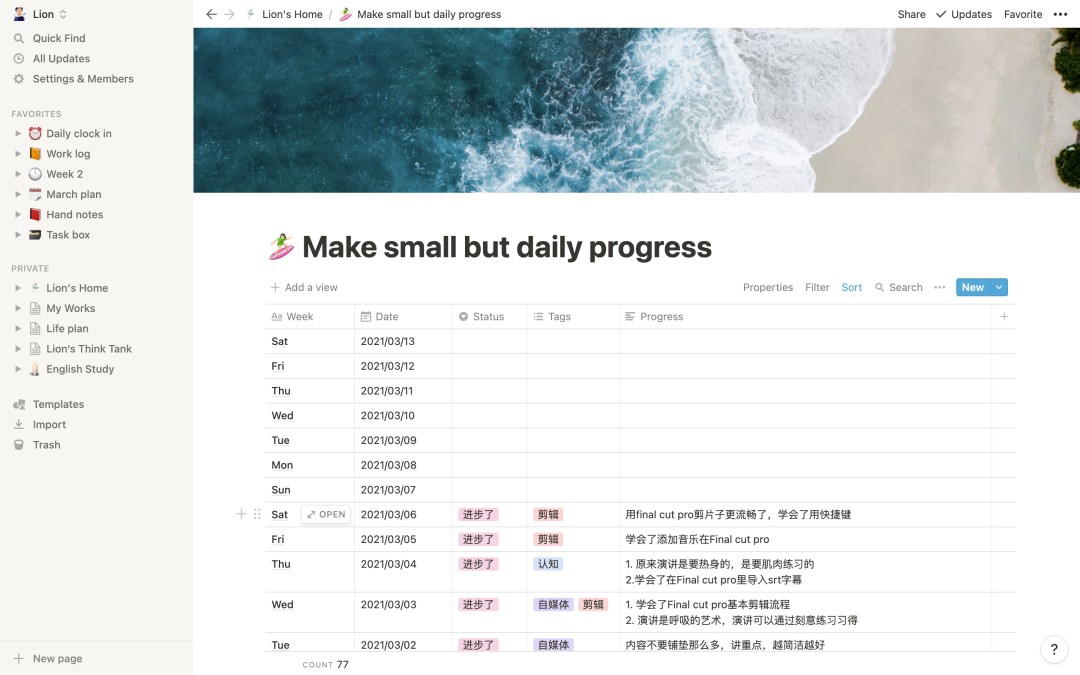 Lion
Quick Find
All Updates
Settings & Members
FAVORITES
Daily clock in
Work log
Week 2
March plan
Hand notes
Task box
PRIVATE
Lion's Home
My Works
Life plan
Lion's Think Tank
English Study
Templates
Import
Trash
New page
Lion's Home / Make small but daily progress
Share Updates Favorite
Make small but daily progress
Add a view
Properties Filter Sort Search New
Aa Week Date Status Tags Progress
Sat 2021/03/13
Fri 2021/03/12
Thu 2021/03/11
Wed 2021/03/10
Tue 2021/03/09
Mon 2021/03/08
Sun 2021/03/07
Sat OPEN 2021/03/06 进步了 剪辑 用final cut pro剪片子更流畅了，学会了用快捷键
Fri 2021/03/05 进步了 剪辑 学会了添加音乐在Final cut pro
Thu 2021/03/04 进步了 认知 1. 原来演讲是要热身的，是要肌肉练习的
2.学会了在Final cut pro里导入srt字幕
Wed 2021/03/03 进步了 自媒体 剪辑 1. 学会了Final cut pro基本剪辑流程
2. 演讲是呼吸的艺术，演讲可以通过刻意练习习得
Tue 2021/03/02 进步了 自媒体 内容不要铺垫那么多，讲重点，越简洁越好
COUNT 77
?